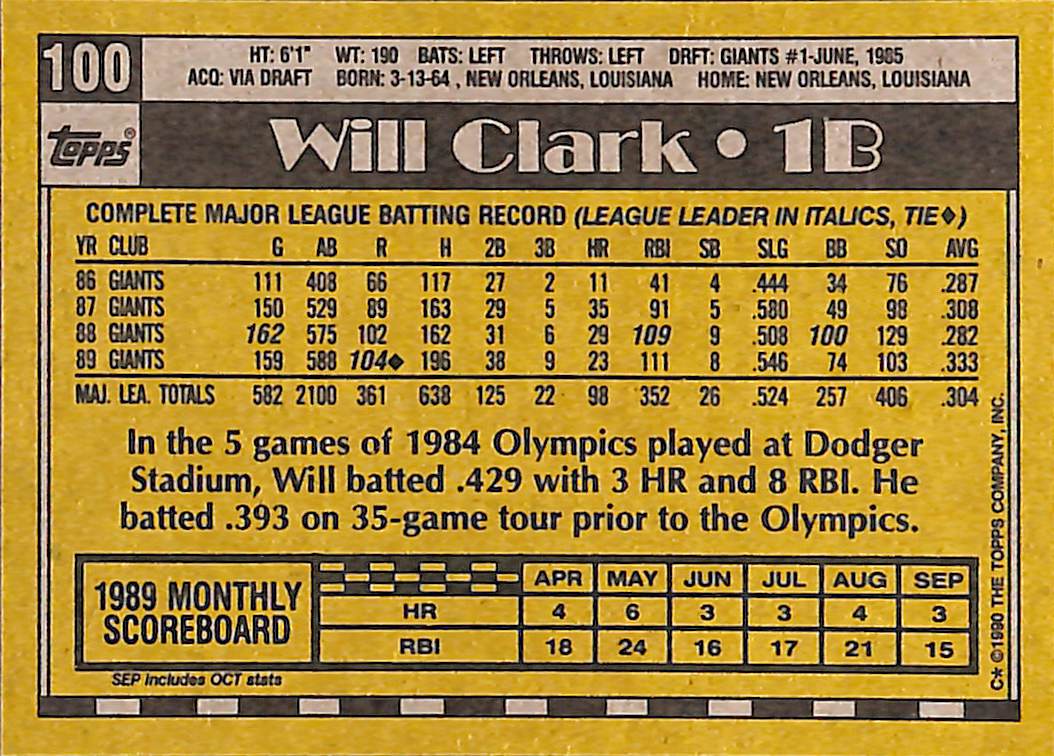 100
HT: 6'1" WT: 190 BATS: LEFT THROWS: LEFT DRFT: GIANTS #1-JUNE, 1985
ACQ: VIA DRAFT BORN: 3-13-64 , NEW ORLEANS, LOUISIANA HOME: NEW ORLEANS, LOUISIANA
Topps®
Will Clark • 1B
COMPLETE MAJOR LEAGUE BATTING RECORD (LEAGUE LEADER IN ITALICS, TIE◆)
YR CLUB G AB R H 2B 3B HR RBI SB SLG BB SO AVG
86 GIANTS 111 408 66 117 27 2 11 41 4 .444 34 76 .287
87 GIANTS 150 529 89 163 29 5 35 91 5 .580 49 98 .308
88 GIANTS 162 575 102 162 31 6 29 109 9 .508 100 129 .282
89 GIANTS 159 588 104◆ 196 38 9 23 111 8 .546 74 103 .333
MAJ. LEA. TOTALS 582 2100 361 638 125 22 98 352 26 .524 257 406 .304
In the 5 games of 1984 Olympics played at Dodger
Stadium, Will batted .429 with 3 HR and 8 RBI. He
batted .393 on 35-game tour prior to the Olympics.
1989 MONTHLY
SCOREBOARD
APR MAY JUN JUL AUG SEP
HR 4 6 3 3 4 3
RBI 18 24 16 17 21 15
SEP includes OCT stats
C* ©1990 THE TOPPS COMPANY, INC.